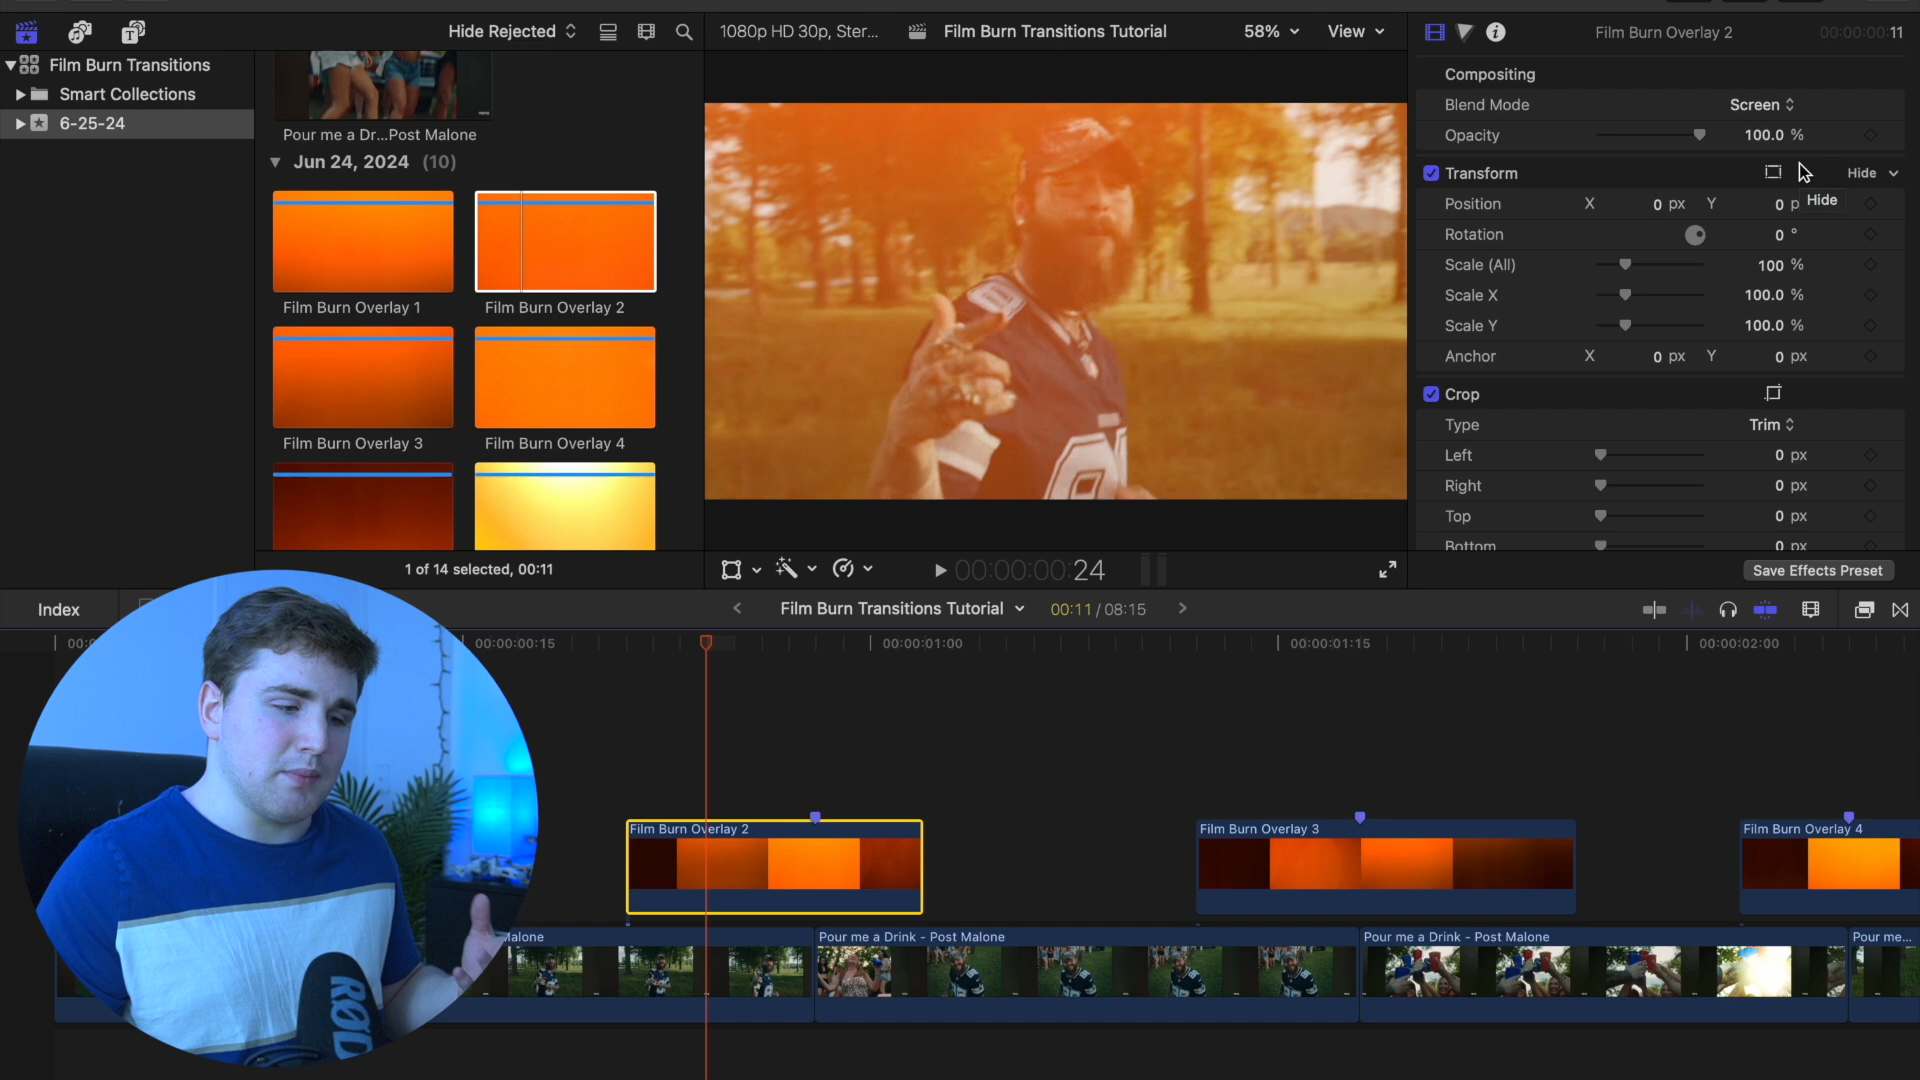 Hide Rejected
1080p HD 30p, Ster...
Film Burn Transitions Tutorial
58%
View
Film Burn Overlay 2
00:00:00:11
Film Burn Transitions
Smart Collections
6-25-24
Pour me a Dr...Post Malone
Jun 24, 2024 (10)
Film Burn Overlay 1
Film Burn Overlay 2
Film Burn Overlay 3
Film Burn Overlay 4
1 of 14 selected, 00:11
00:00:00:24
Compositing
Blend Mode Screen
Opacity 100.0 %
Transform Hide
Position X 0 px Y 0 p
Hide
Rotation 0 °
Scale (All) 100 %
Scale X 100.0 %
Scale Y 100.0 %
Anchor X 0 px Y 0 px
Crop
Type Trim
Left 0 px
Right 0 px
Top 0 px
Bottom 0 px
Save Effects Preset
Index
Film Burn Transitions Tutorial
00:11 / 08:15
00:00:00:15
00:00:01:00
00:00:01:15
00:00:02:00
Film Burn Overlay 2
Film Burn Overlay 3
Film Burn Overlay 4
Malone
Pour me a Drink - Post Malone
Pour me a Drink - Post Malone
Pour me...
RØD